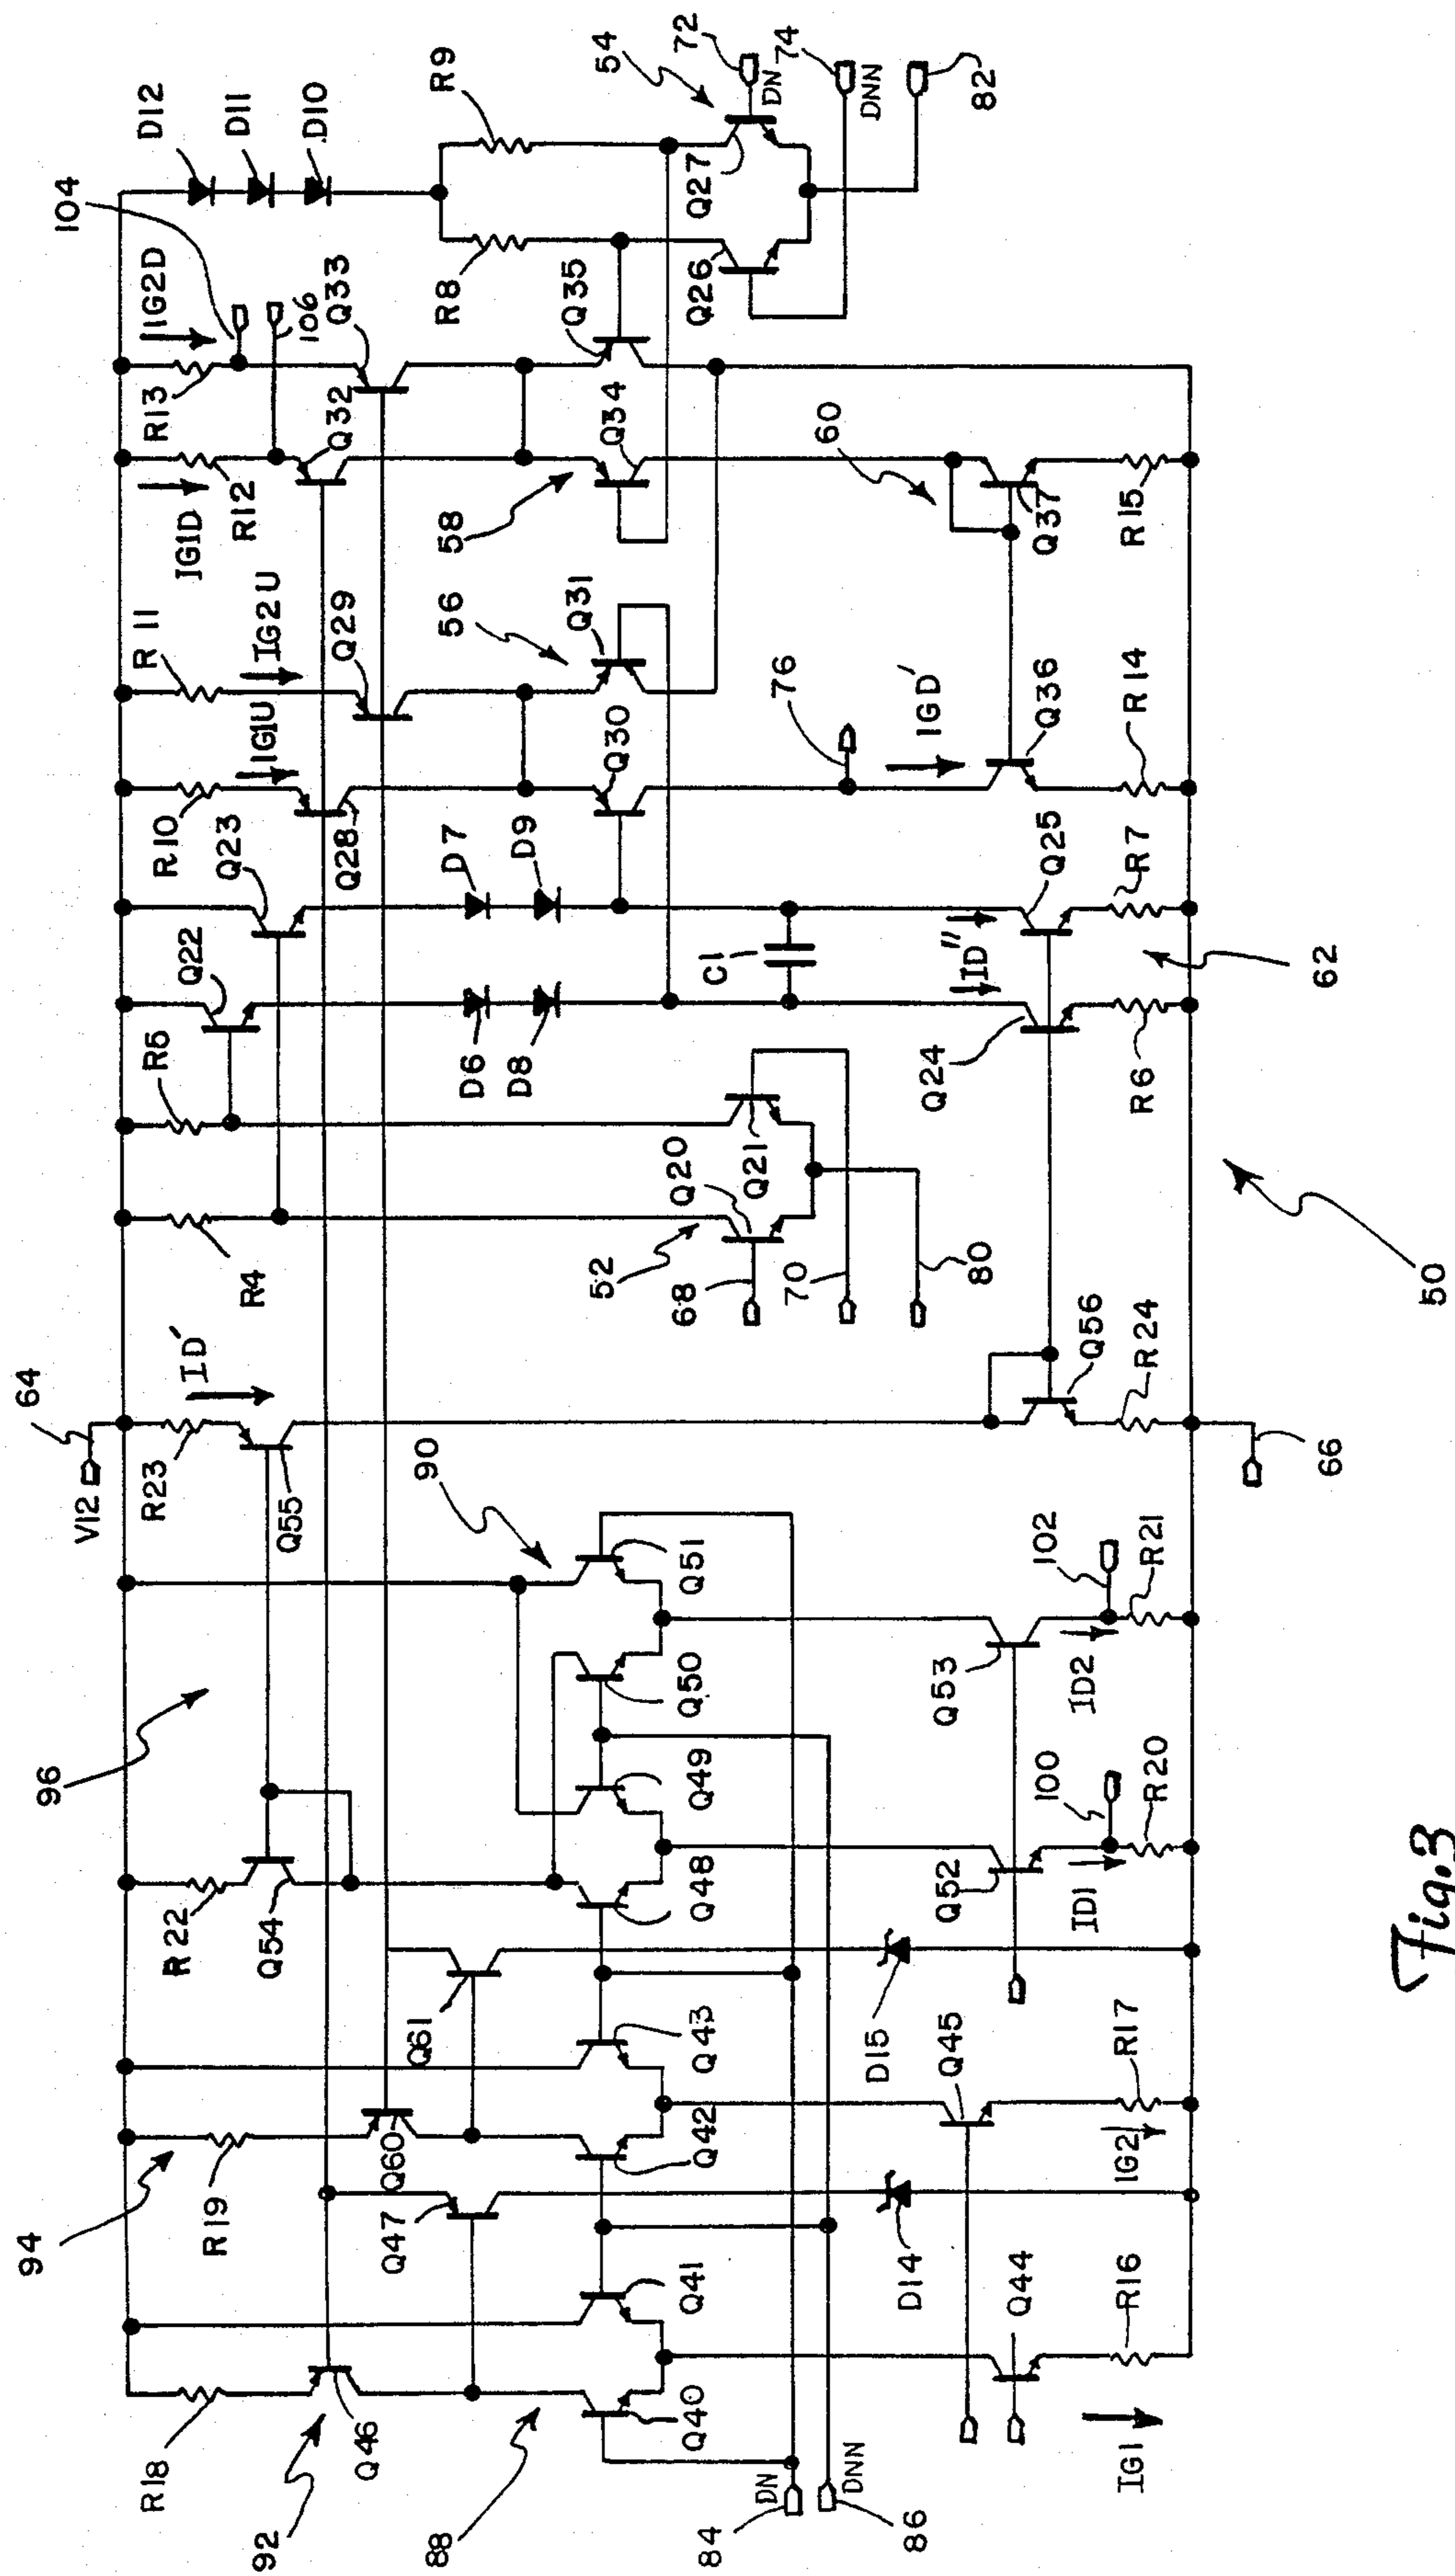 D12
D11
D10
104
R9
54
72
DN
74
DNN
82
Q27
Q26
R8
IG2D
R13
106
Q33
Q32
Q35
Q34
58
R12
IG1D
60
Q37
R15
R11
IG2U
Q29
56
Q31
IG1U
R10
Q28
Q30
76
IGD'
Q36
R14
Q23
D7
D9
Q25
R7
Q22
C1
ID"
62
R5
D6
D8
Q24
R6
R4
52
Q20
Q21
68
70
80
50
64
V12
ID'
R23
Q55
Q56
R24
66
90
Q51
Q50
Q53
102
R21
ID2
96
Q49
Q48
100
R20
Q52
ID1
R22
Q54
Q61
Q43
D15
Q45
R17
94
R19
Q60
Q42
IG2
Q47
Q41
D14
Q44
R16
R18
92
Q46
88
Q40
DN
84
DNN
86
IG1
Fig.3